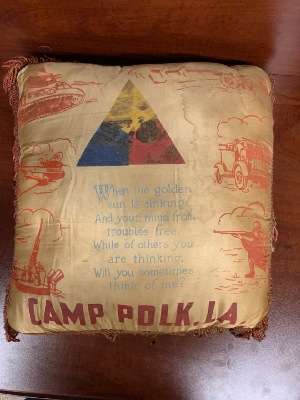 When the golden
sun is sinking,
And your mind from
troubles free,
While of others you
are thinking,
Will you sometimes
think of me?
CAMP POLK, LA